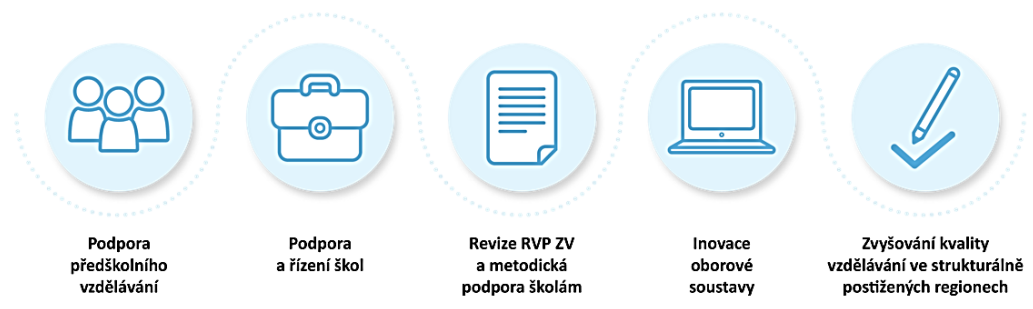 Podpora
předškolního
vzdělávání
Podpora
a řízení škol
Revize RVP ZV
a metodická
podpora školám
Inovace
oborové
soustavy
Zvyšování kvality
vzdělávání ve strukturálně
postižených regionech